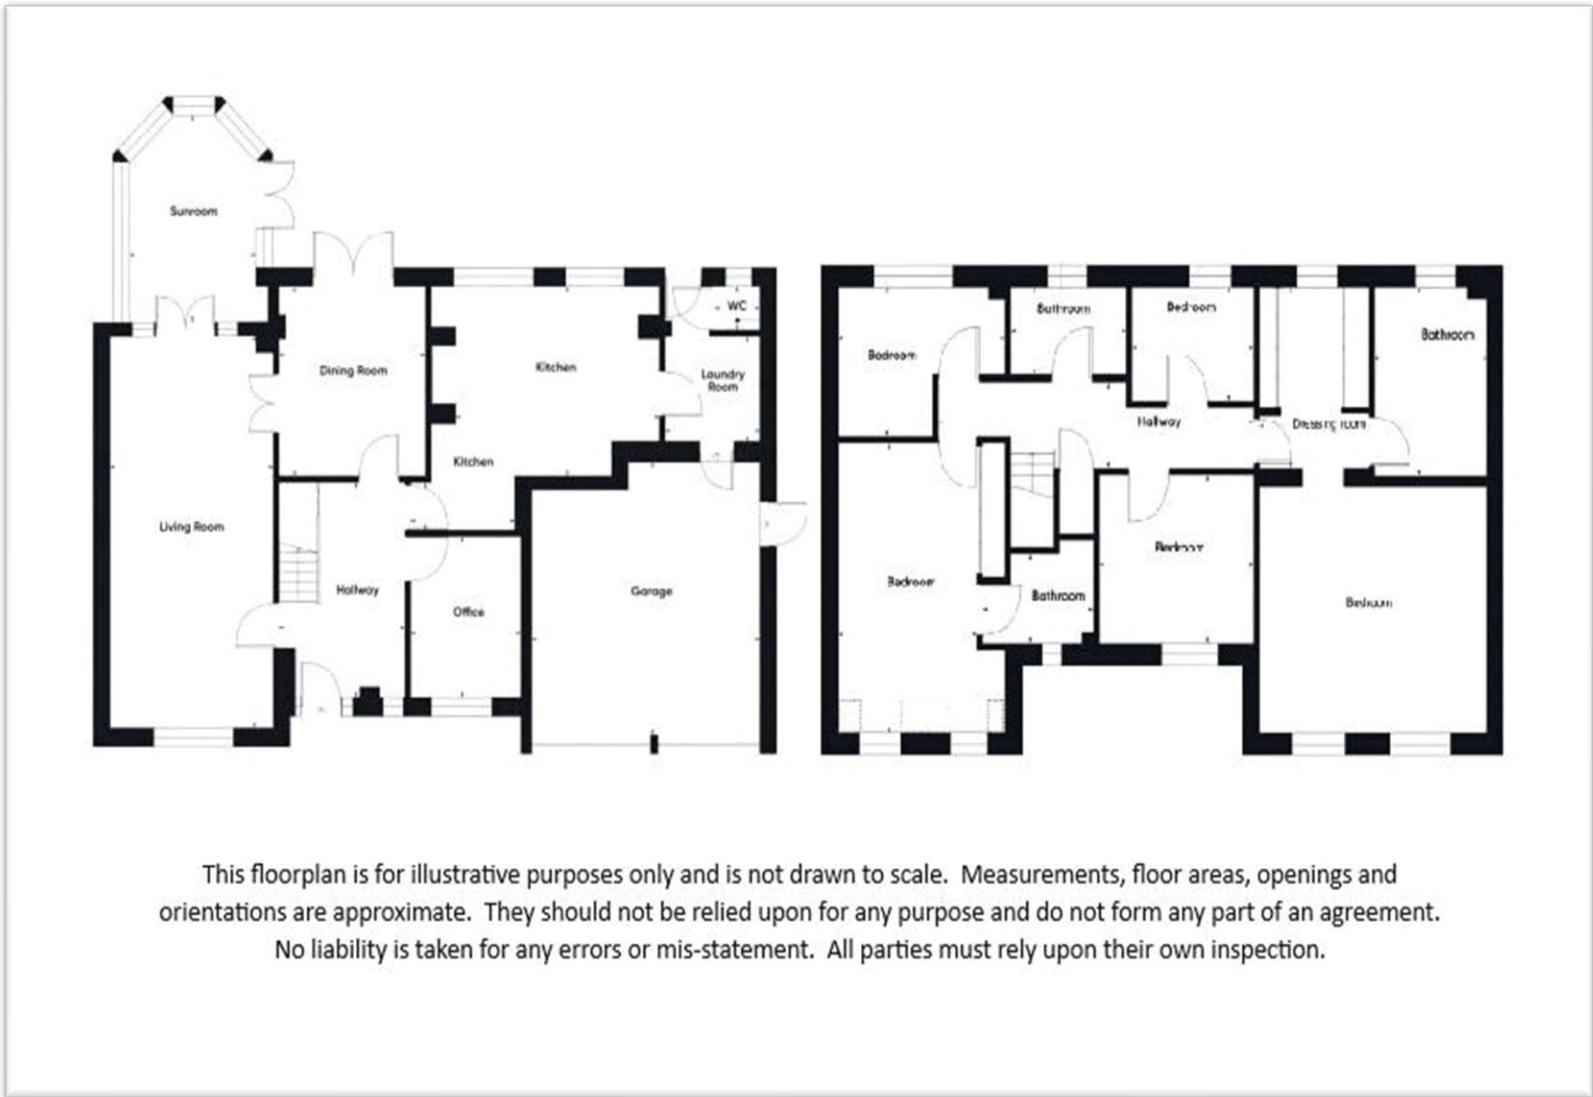 Sunroom
WC
Dining Room
Kitchen
Laundry
Room
Kitchen
Living Room
Hallway
Office
Garage
Bedroom
Bathroom
Bedroom
Bathroom
Hallway
Dressing room
Bedroom
Bedroom
Bathroom
Bedroom
This floorplan is for illustrative purposes only and is not drawn to scale. Measurements, floor areas, openings and
orientations are approximate. They should not be relied upon for any purpose and do not form any part of an agreement.
No liability is taken for any errors or mis-statement. All parties must rely upon their own inspection.